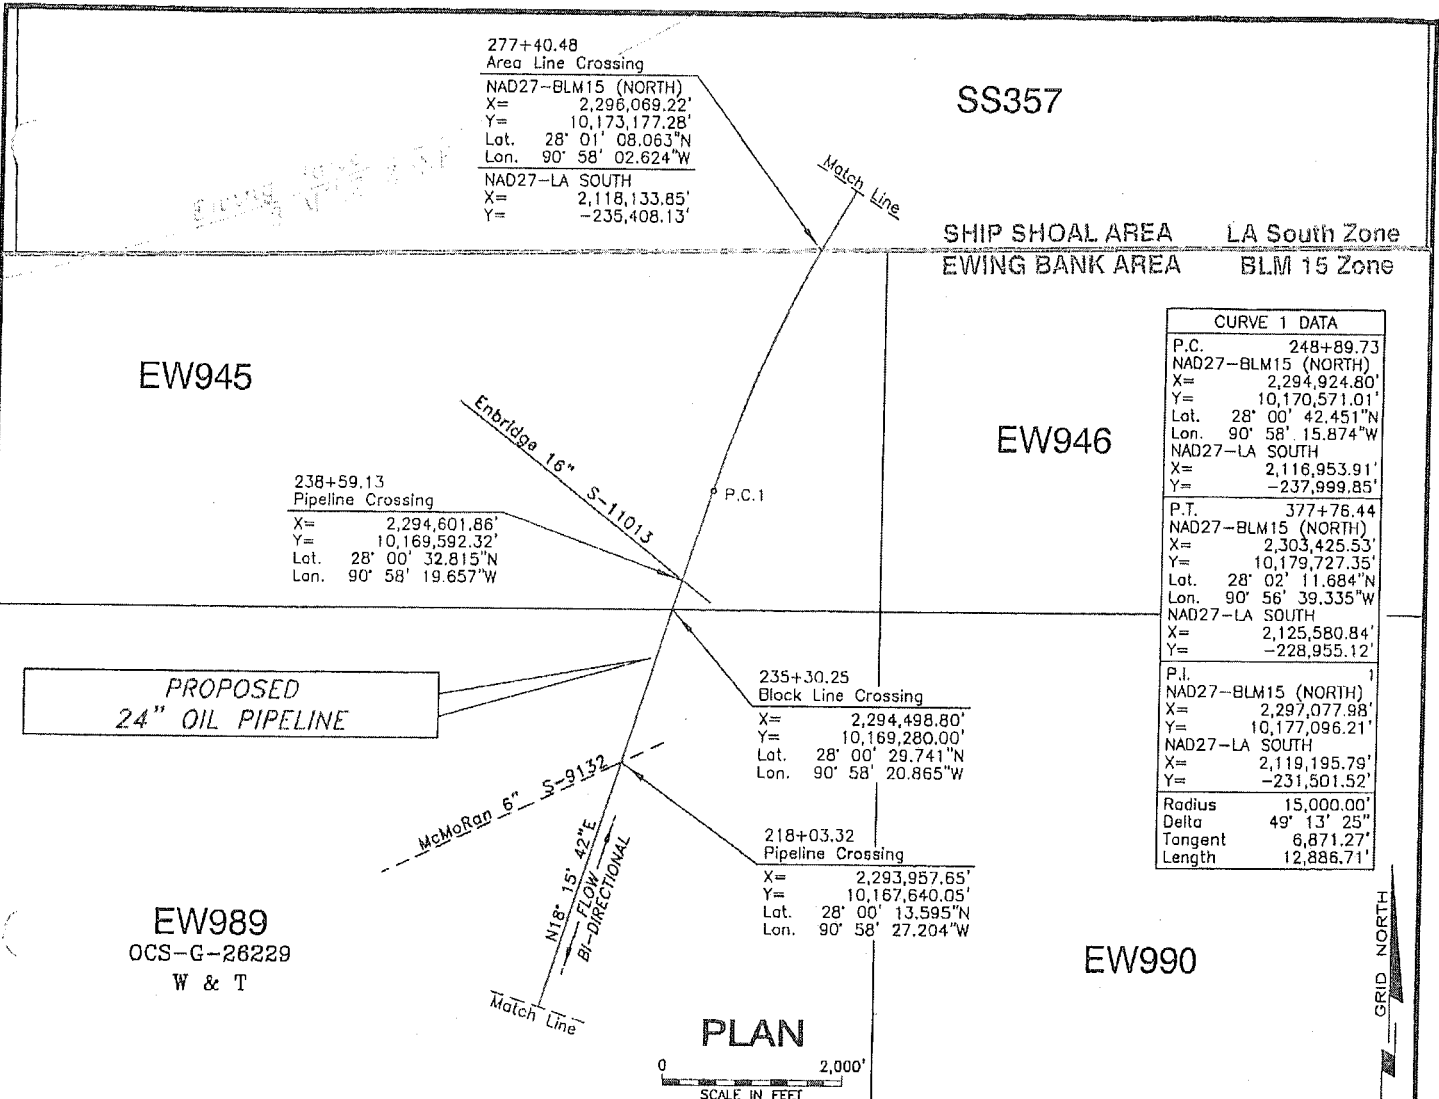 277+40.48
Area Line Crossing
NAD27-BLM15 (NORTH)
X= 2,296,069.22'
Y= 10,173,177.28'
Lat. 28° 01' 08.063"N
Lon. 90° 58' 02.624"W
NAD27-LA SOUTH
X= 2,118,133.85'
Y= -235,408.13'
SS357
Match Line
SHIP SHOAL AREA LA South Zone
EWING BANK AREA BLM 15 Zone
EW945
EW946
Enbridge 16" S-11013
P.C.1
238+59.13
Pipeline Crossing
X= 2,294,601.86'
Y= 10,169,592.32'
Lat. 28° 00' 32.815"N
Lon. 90° 58' 19.657"W
CURVE 1 DATA
P.C. 248+89.73
NAD27-BLM15 (NORTH)
X= 2,294,924.80'
Y= 10,170,571.01'
Lat. 28° 00' 42.451"N
Lon. 90° 58' 15.874"W
NAD27-LA SOUTH
X= 2,116,953.91'
Y= -237,999.85'
P.T. 377+76.44
NAD27-BLM15 (NORTH)
X= 2,303,425.53'
Y= 10,179,727.35'
Lat. 28° 02' 11.684"N
Lon. 90° 56' 39.335"W
NAD27-LA SOUTH
X= 2,125,580.84'
Y= -228,955.12'
P.I. 1
NAD27-BLM15 (NORTH)
X= 2,297,077.98'
Y= 10,177,096.21'
NAD27-LA SOUTH
X= 2,119,195.79'
Y= -231,501.52'
Radius 15,000.00'
Delta 49° 13' 25"
Tangent 6,871.27'
Length 12,886.71'
PROPOSED
24" OIL PIPELINE
235+30.25
Block Line Crossing
X= 2,294,498.80'
Y= 10,169,280.00'
Lat. 28° 00' 29.741"N
Lon. 90° 58' 20.865"W
McMoRan 6" S-9132
218+03.32
Pipeline Crossing
X= 2,293,957.65'
Y= 10,167,640.05'
Lat. 28° 00' 13.595"N
Lon. 90° 58' 27.204"W
N18° 15' 42"E
FLOW
BI-DIRECTIONAL
EW989
OCS-G-26229
W & T
EW990
Match Line
PLAN
0 2,000'
SCALE IN FEET
GRID NORTH